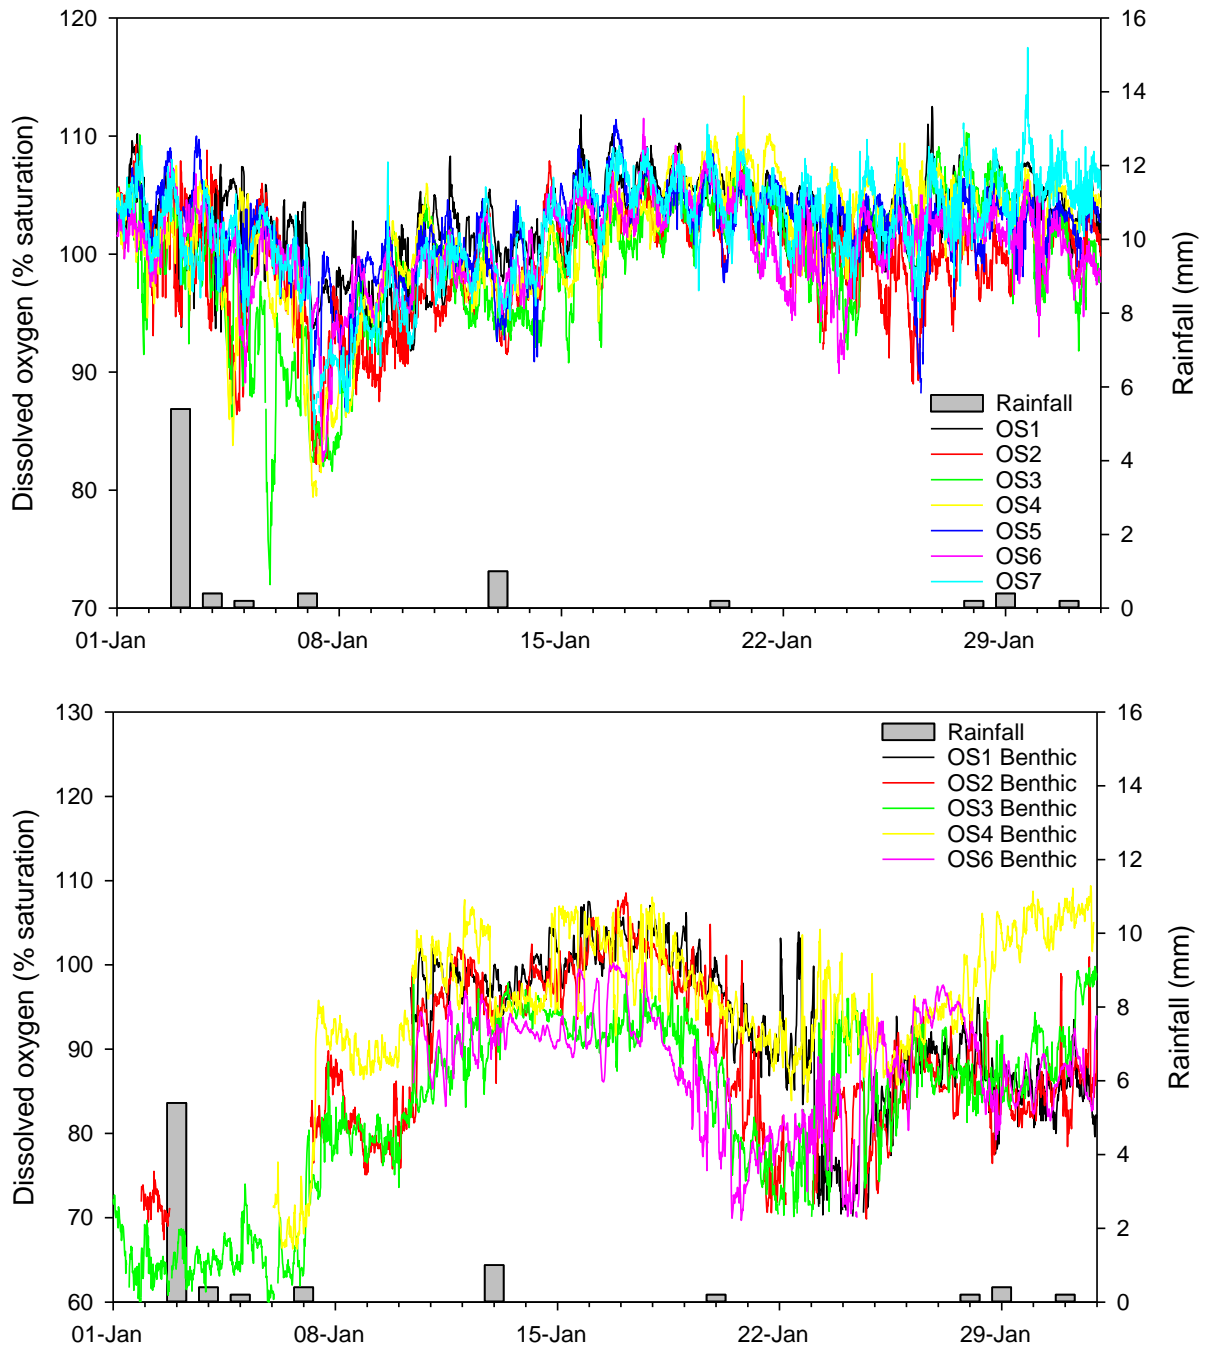 120
110
100
90
80
70
Dissolved oxygen (% saturation)
16
14
12
10
8
6
4
2
0
Rainfall (mm)
Rainfall
OS1
OS2
OS3
OS4
OS5
OS6
OS7
01-Jan 08-Jan 15-Jan 22-Jan 29-Jan
130
120
110
100
90
80
70
60
Dissolved oxygen (% saturation)
16
14
12
10
8
6
4
2
0
Rainfall (mm)
Rainfall
OS1 Benthic
OS2 Benthic
OS3 Benthic
OS4 Benthic
OS6 Benthic
01-Jan 08-Jan 15-Jan 22-Jan 29-Jan